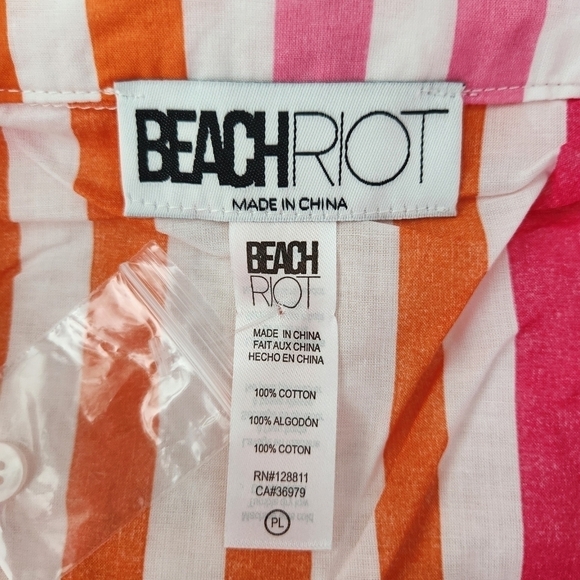 BEACHRIOT
MADE IN CHINA
BEACH
RIOT
MADE IN CHINA
FAIT AUX CHINA
HECHO EN CHINA
100% COTTON
100% ALGODÓN
100% COTON
RN#128811
CA#36979
PL